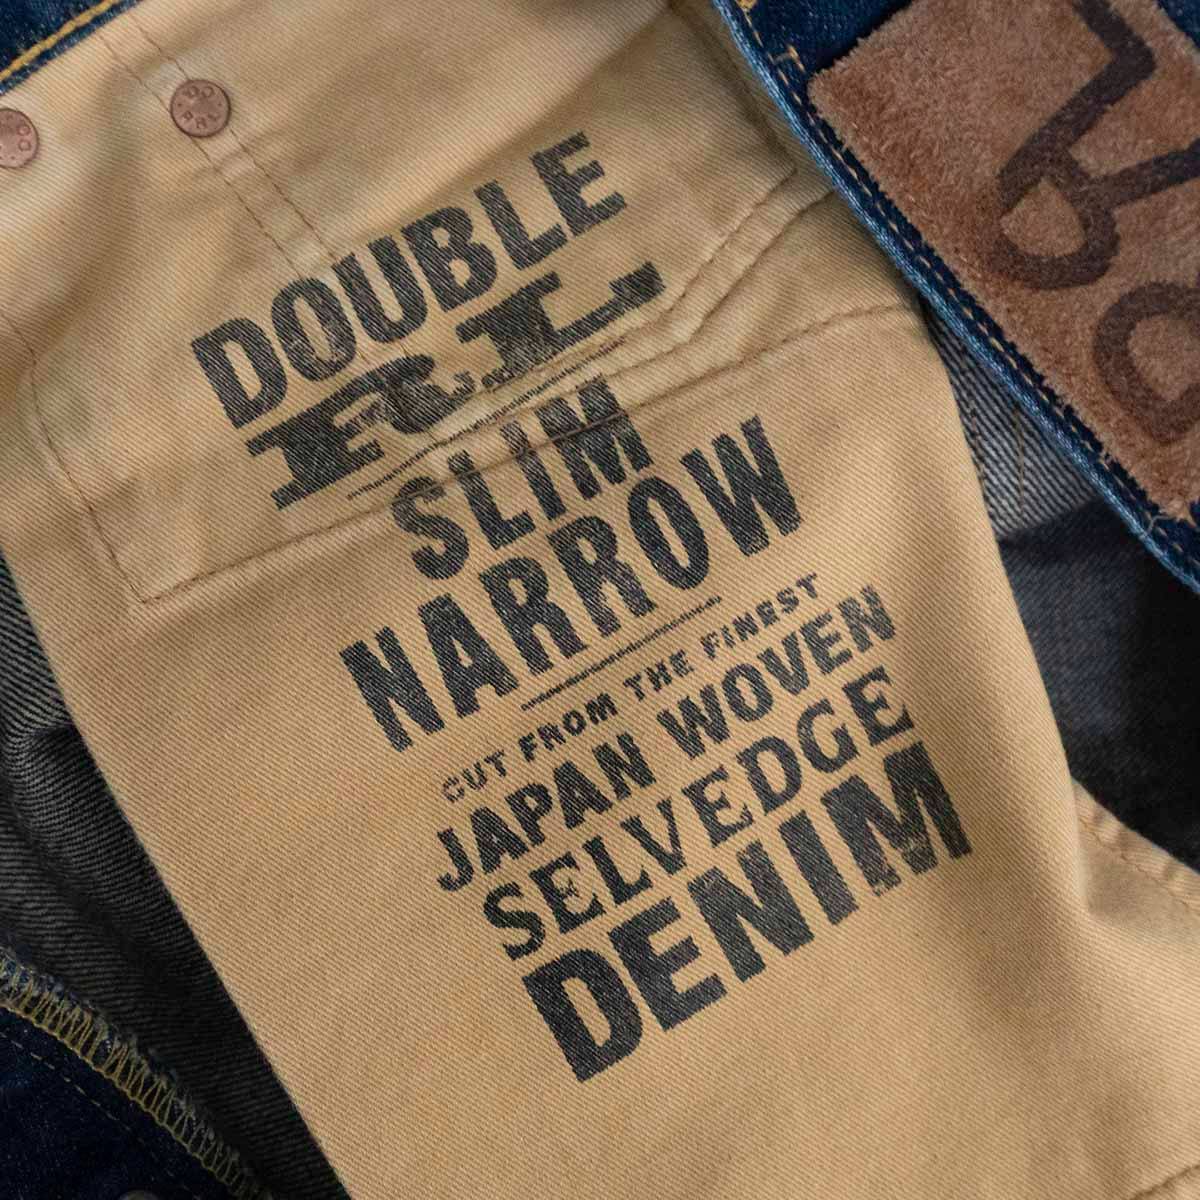 DOUBLE
RL
SLIM
NARROW
CUT FROM THE FINEST
JAPAN WOVEN
SELVEDGE
DENIM